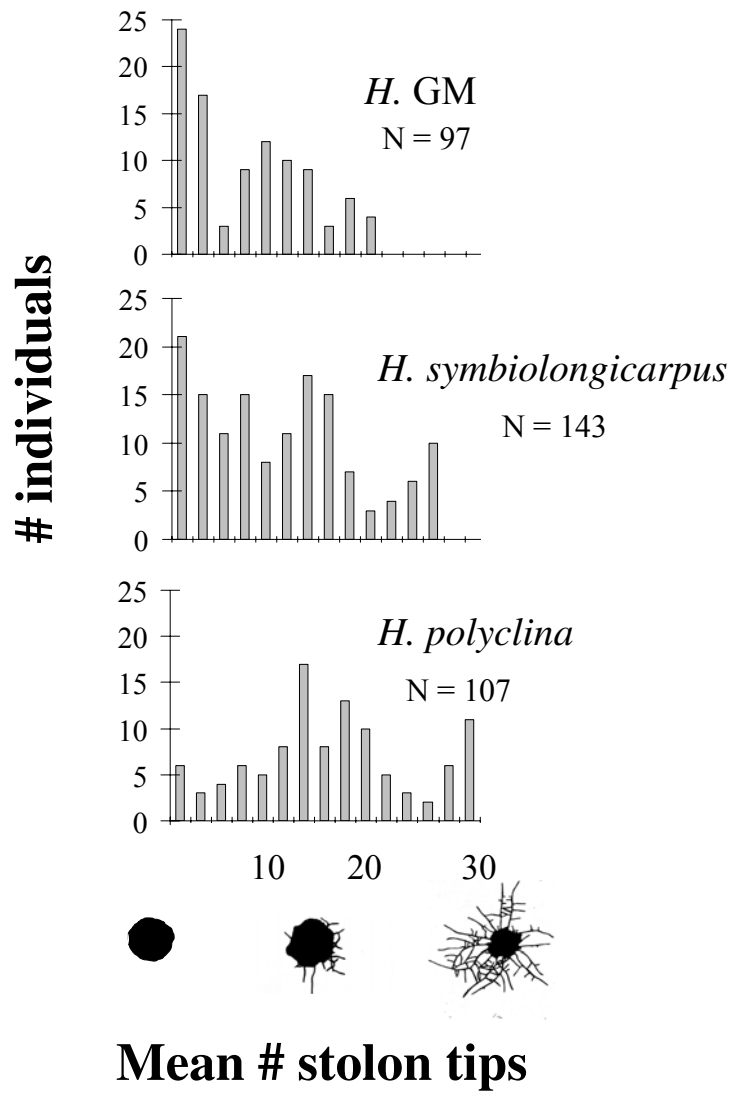 25
20
15
10
5
0
H. GM
N = 97
# individuals
25
20
15
10
5
0
H. symbiolongicarpus
N = 143
25
20
15
10
5
0
H. polyclina
N = 107
10 20 30
Mean # stolon tips